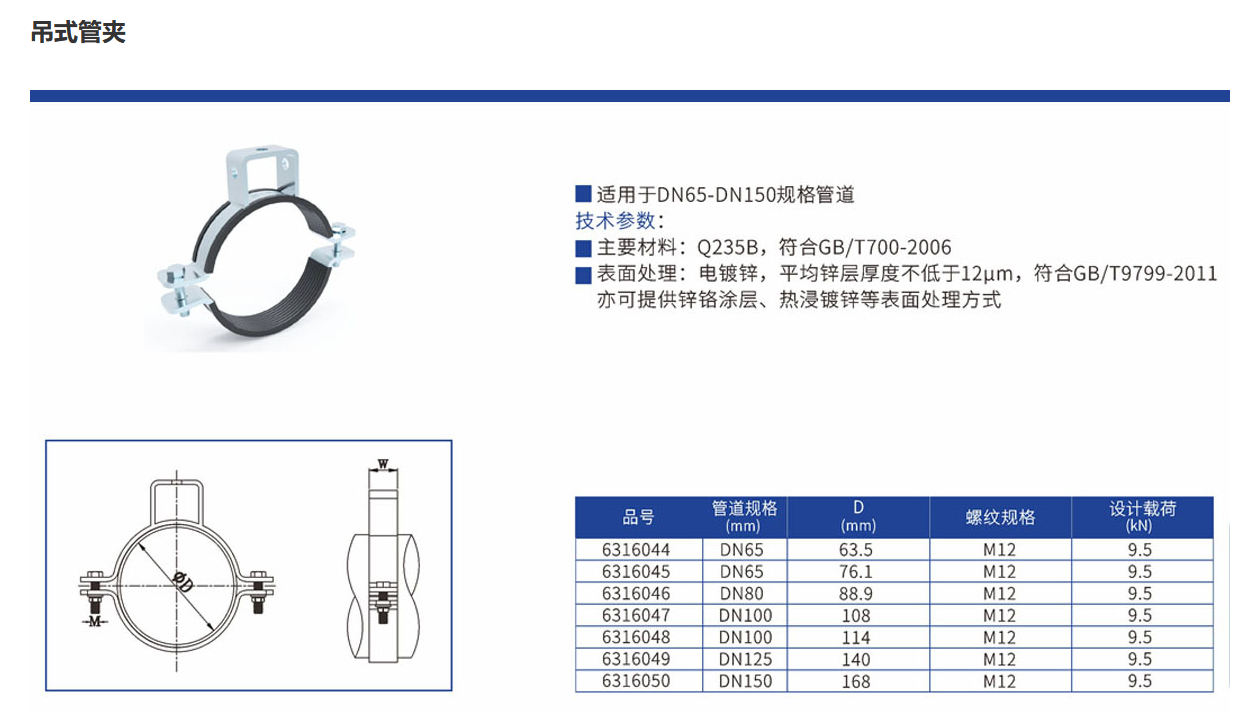 吊式管夹
适用于DN65-DN150规格管道
技术参数：
主要材料：Q235B，符合GB/T700-2006
表面处理：电镀锌，平均锌层厚度不低于12μm，符合GB/T9799-2011
亦可提供锌铬涂层、热浸镀锌等表面处理方式
W
ØD
M
品号 管道规格 (mm) D (mm) 螺纹规格 设计载荷 (kN)
6316044 DN65 63.5 M12 9.5
6316045 DN65 76.1 M12 9.5
6316046 DN80 88.9 M12 9.5
6316047 DN100 108 M12 9.5
6316048 DN100 114 M12 9.5
6316049 DN125 140 M12 9.5
6316050 DN150 168 M12 9.5